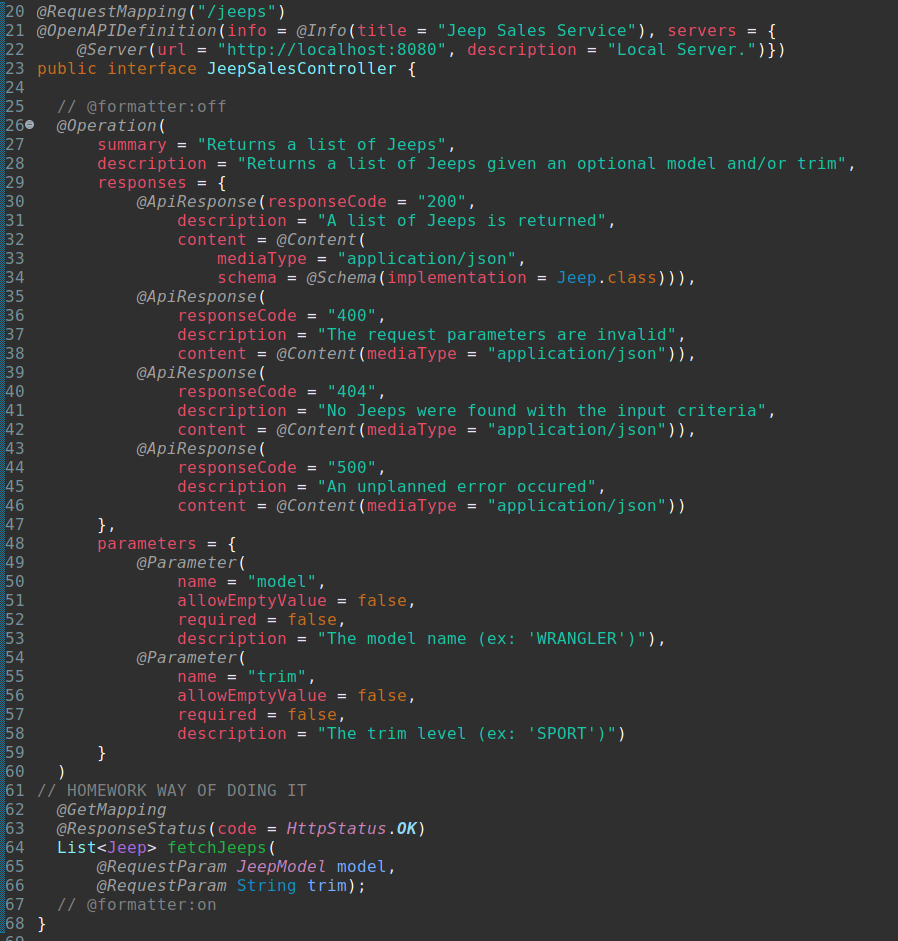 20 @RequestMapping("/jeeps")
21 @OpenAPIDefinition(info = @Info(title = "Jeep Sales Service"), servers = {
22     @Server(url = "http://localhost:8080", description = "Local Server.")})
23 public interface JeepSalesController {
24
25   // @formatter:off
26   @Operation(
27       summary = "Returns a list of Jeeps",
28       description = "Returns a list of Jeeps given an optional model and/or trim",
29       responses = {
30           @ApiResponse(responseCode = "200",
31               description = "A list of Jeeps is returned",
32               content = @Content(
33                   mediaType = "application/json",
34                   schema = @Schema(implementation = Jeep.class))),
35           @ApiResponse(
36               responseCode = "400",
37               description = "The request parameters are invalid",
38               content = @Content(mediaType = "application/json")),
39           @ApiResponse(
40               responseCode = "404",
41               description = "No Jeeps were found with the input criteria",
42               content = @Content(mediaType = "application/json")),
43           @ApiResponse(
44               responseCode = "500",
45               description = "An unplanned error occured",
46               content = @Content(mediaType = "application/json"))
47       },
48       parameters = {
49           @Parameter(
50               name = "model",
51               allowEmptyValue = false,
52               required = false,
53               description = "The model name (ex: 'WRANGLER')"),
54           @Parameter(
55               name = "trim",
56               allowEmptyValue = false,
57               required = false,
58               description = "The trim level (ex: 'SPORT')")
59       }
60   )
61 // HOMEWORK WAY OF DOING IT
62   @GetMapping
63   @ResponseStatus(code = HttpStatus.OK)
64   List<Jeep> fetchJeeps(
65       @RequestParam JeepModel model,
66       @RequestParam String trim);
67   // @formatter:on
68 }